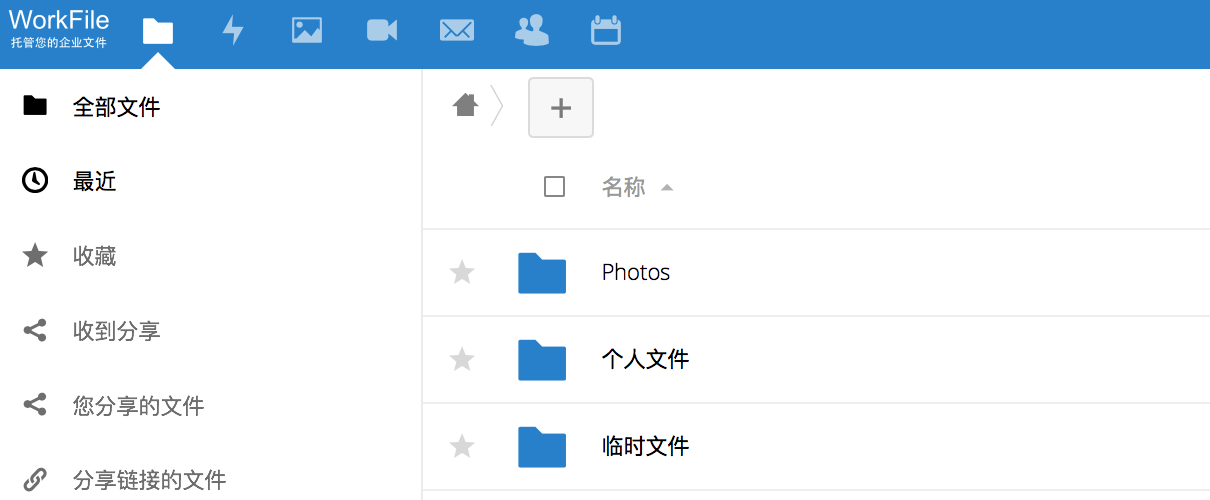 WorkFile
托管您的企业文件
全部文件
最近
收藏
收到分享
您分享的文件
分享链接的文件
名称
Photos
个人文件
临时文件